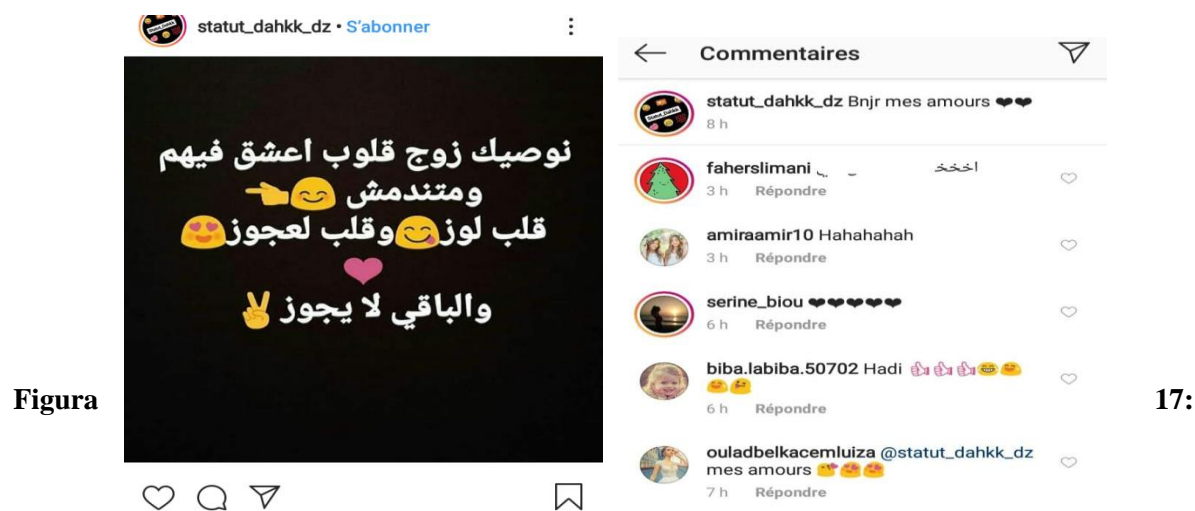 statut_dahkk_dz • S'abonner
نوصيك زوج قلوب اعشق فيهم
ومتندمش 😊👈
قلب لوز😋وقلب لعجوز😍
❤
والباقي لا يجوز ✌
Commentaires
statut_dahkk_dz Bnjr mes amours ❤❤
8 h
faherslimani اخخخ
3 h Répondre
amiraamir10 Hahahahah
3 h Répondre
serine_biou ❤❤❤❤❤
6 h Répondre
biba.labiba.50702 Hadi 👍👍👍😂😍
😍😂
6 h Répondre
ouladbelkacemluiza @statut_dahkk_dz
mes amours 😘😍😍
7 h Répondre
Figura 17: